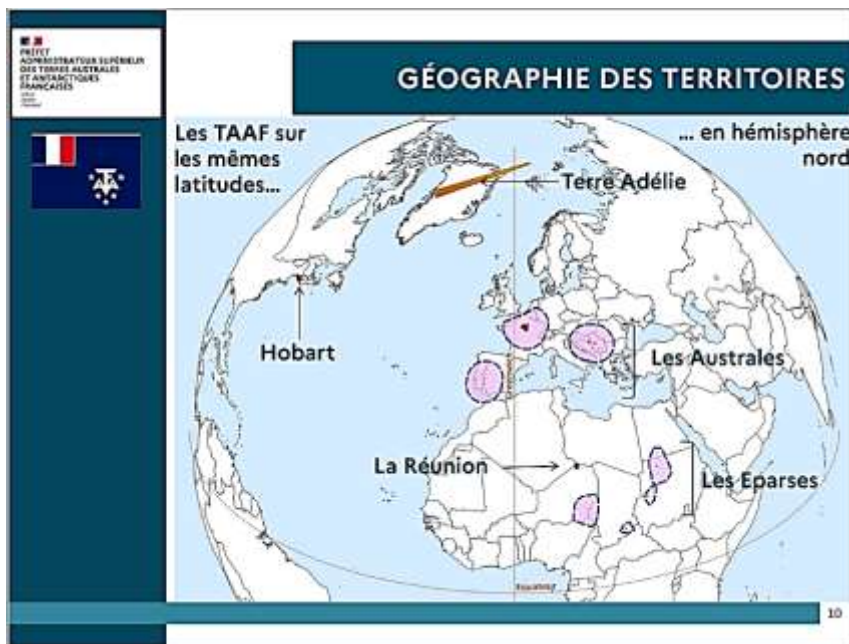 PRÉFET
ADMINISTRATEUR SUPÉRIEUR
DES TERRES AUSTRALES
ET ANTARCTIQUES
FRANÇAISES
GÉOGRAPHIE DES TERRITOIRES
Les TAAF sur
les mêmes
latitudes...
... en hémisphère
nord
Terre Adélie
Hobart
Les Australes
La Réunion
Les Eparses
10